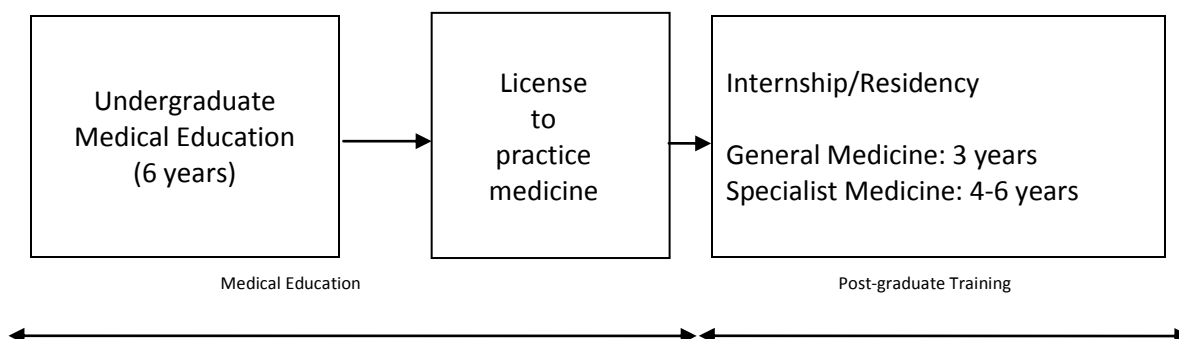 Undergraduate
Medical Education
(6 years)
License
to
practice
medicine
Internship/Residency
General Medicine: 3 years
Specialist Medicine: 4-6 years
Medical Education
Post-graduate Training